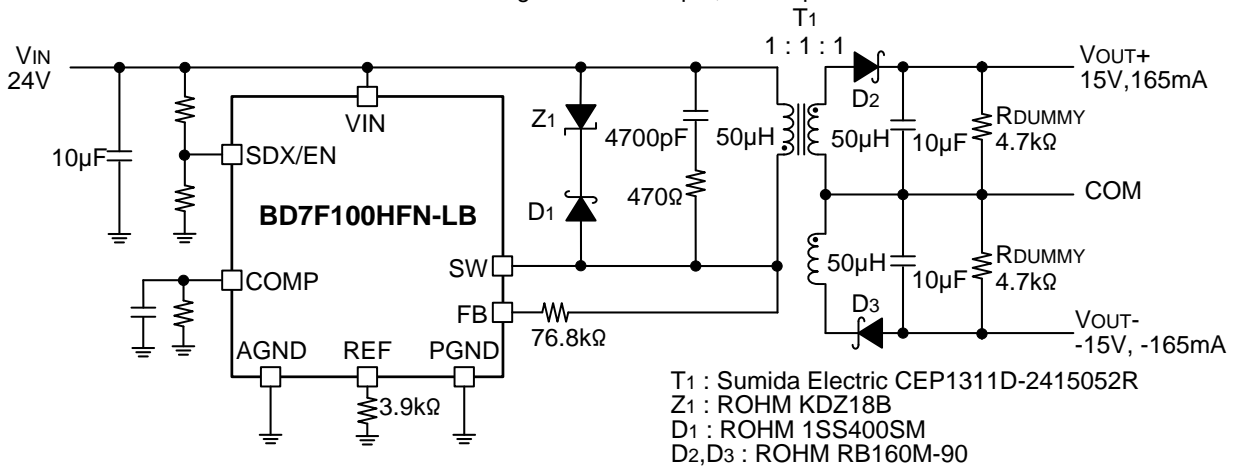 T1
1 : 1 : 1
VIN
24V
VOUT+
15V,165mA
D2
VIN
Z1
4700pF
50µH
50µH
10µF
RDUMMY
4.7kΩ
10µF
SDX/EN
470Ω
COM
D1
BD7F100HFN-LB
SW
50µH
10µF
RDUMMY
4.7kΩ
COMP
D3
FB
76.8kΩ
VOUT-
-15V, -165mA
AGND
REF
PGND
3.9kΩ
T1 : Sumida Electric CEP1311D-2415052R
Z1 : ROHM KDZ18B
D1 : ROHM 1SS400SM
D2,D3 : ROHM RB160M-90